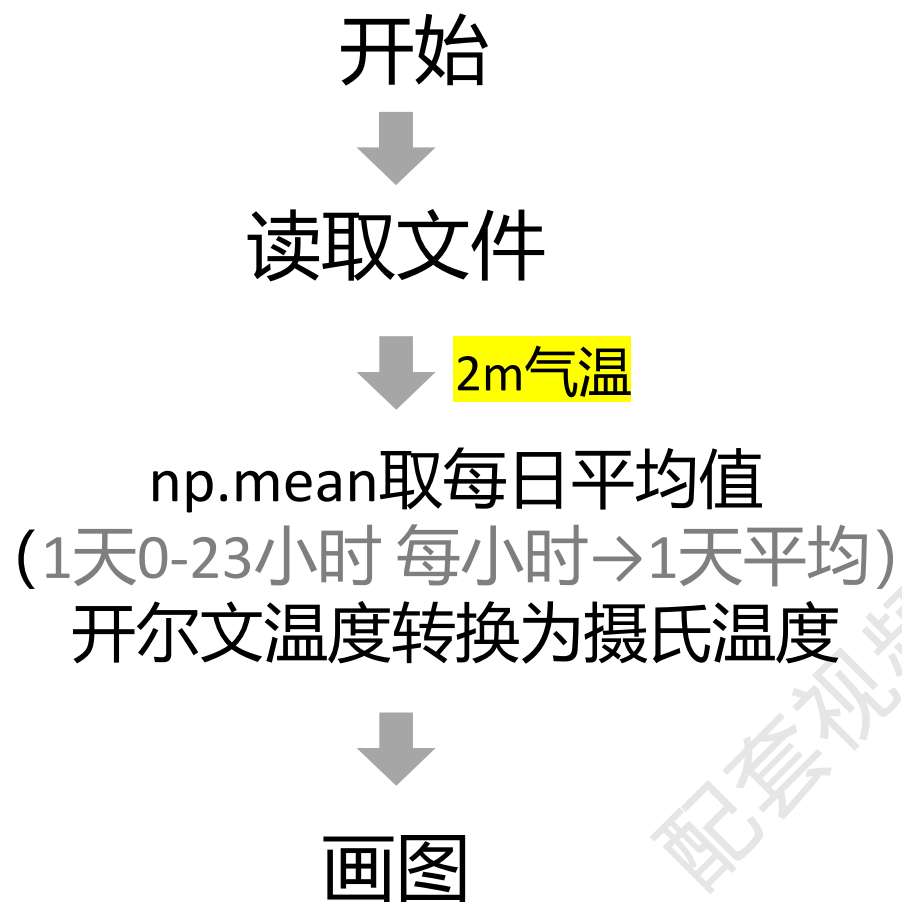 开始
读取文件
2m气温
np.mean取每日平均值
(1天0-23小时 每小时→1天平均)
开尔文温度转换为摄氏温度
画图
配套视频